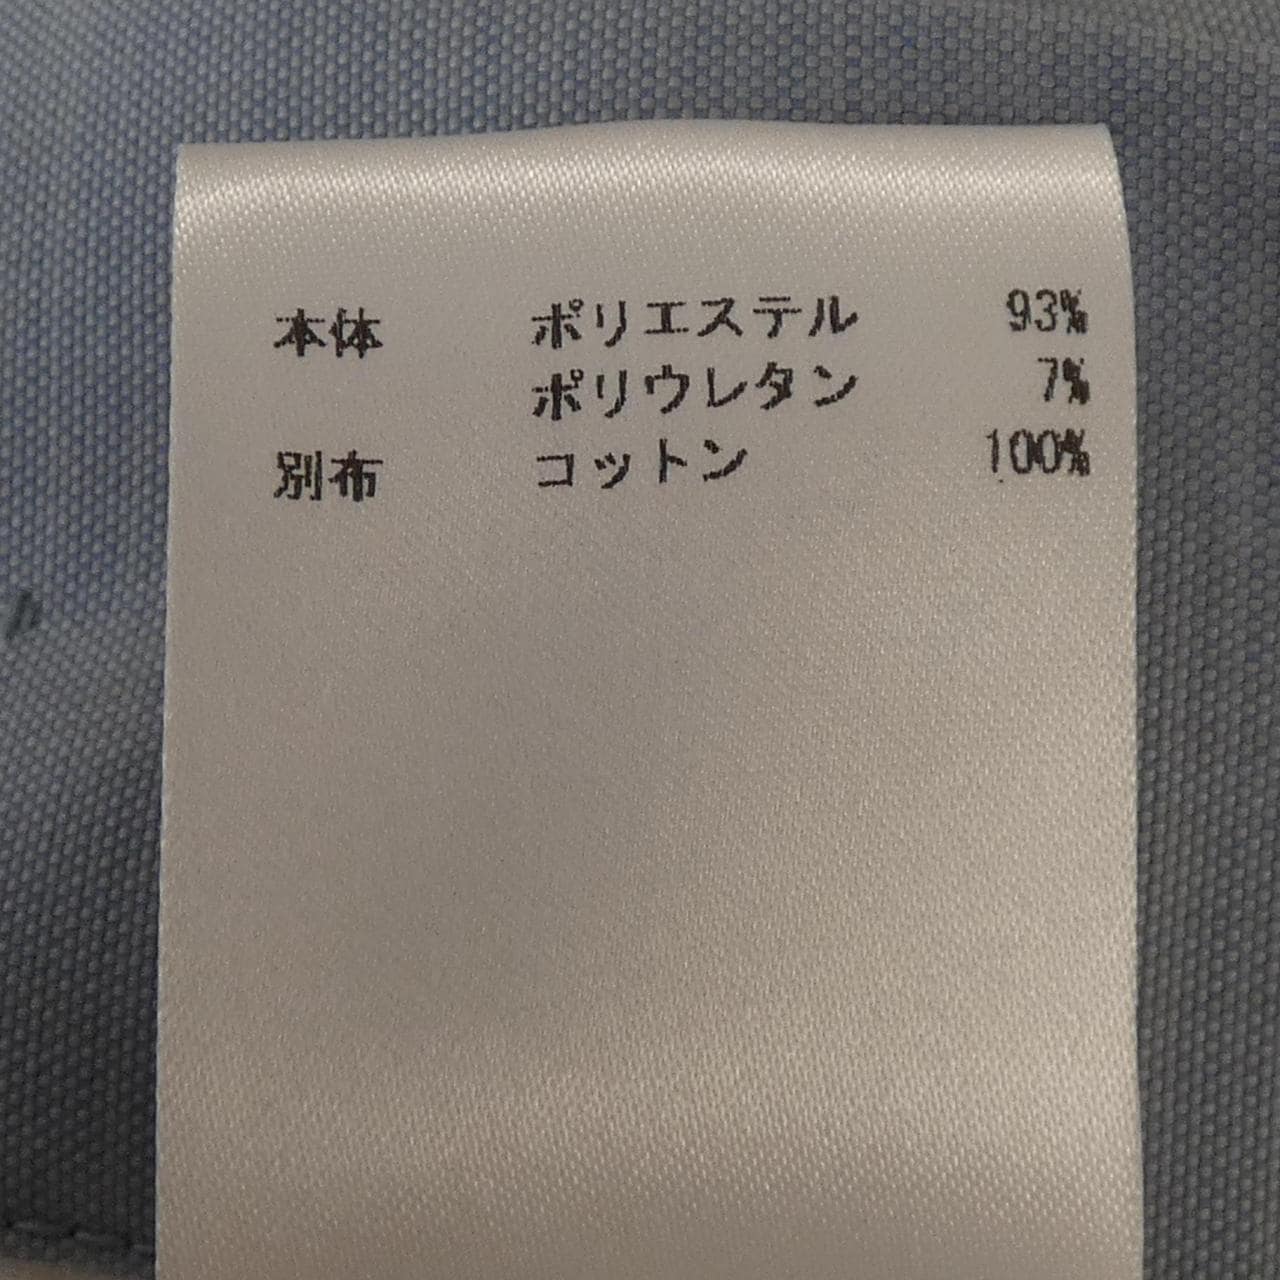 本体 ポリエステル 93%
ポリウレタン 7%
別布 コットン 100%